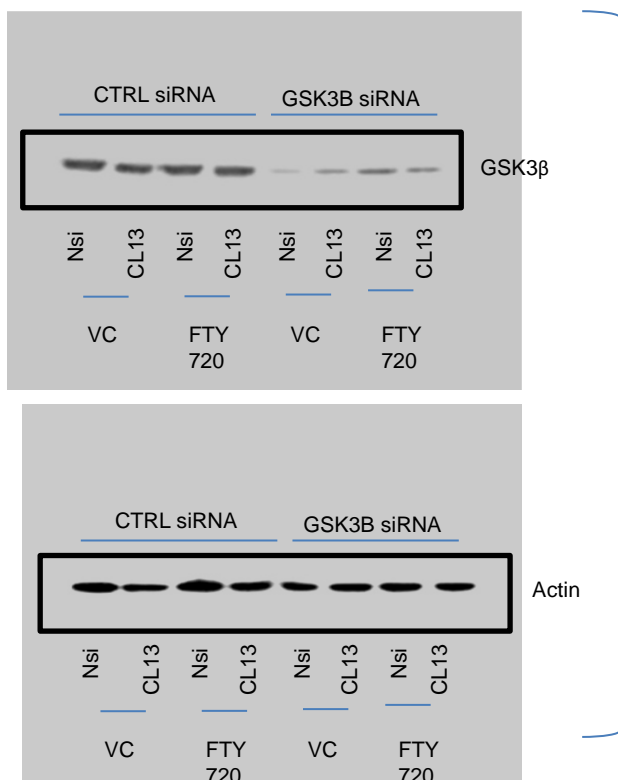 CTRL siRNA GSK3B siRNA
GSK3β
Nsi CL13 Nsi CL13 Nsi CL13 Nsi CL13
VC FTY VC FTY
720 720
CTRL siRNA GSK3B siRNA
Actin
Nsi CL13 Nsi CL13 Nsi CL13 Nsi CL13
VC FTY VC FTY
720 720